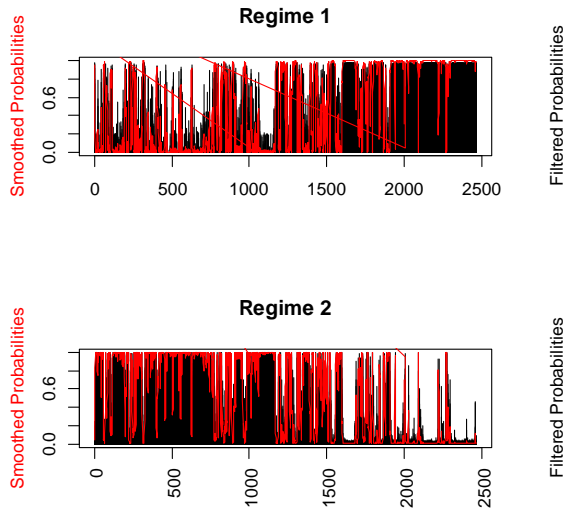 Regime 1
Smoothed Probabilities
0.0 0.6
0 500 1000 1500 2000 2500
Filtered Probabilities
Regime 2
Smoothed Probabilities
0.0 0.6
0 500 1000 1500 2000 2500
Filtered Probabilities